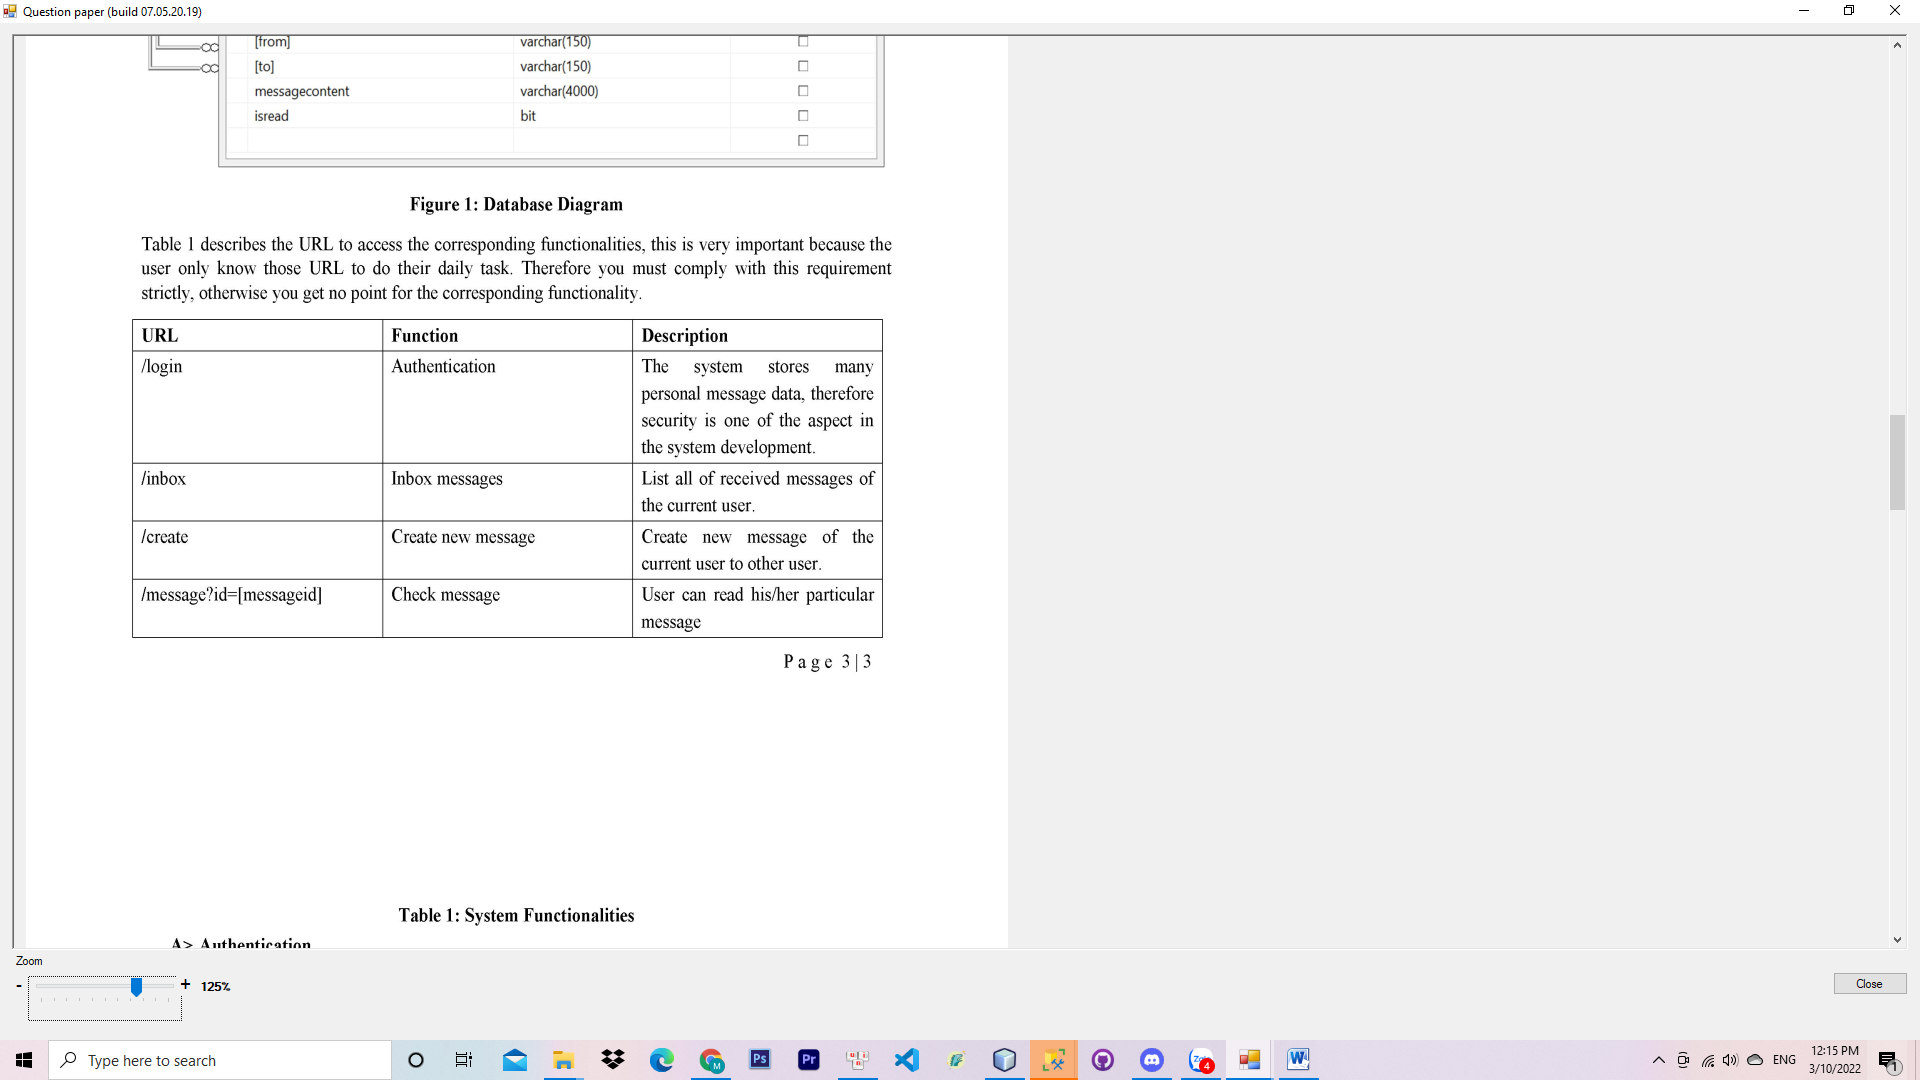 Question paper (build 07.05.20.19)
[from] varchar(150)
[to] varchar(150)
messagecontent varchar(4000)
isread bit
Figure 1: Database Diagram
Table 1 describes the URL to access the corresponding functionalities, this is very important because the
user only know those URL to do their daily task. Therefore you must comply with this requirement
strictly, otherwise you get no point for the corresponding functionality.
URL Function Description
/login Authentication The system stores many
personal message data, therefore
security is one of the aspect in
the system development.
/inbox Inbox messages List all of received messages of
the current user.
/create Create new message Create new message of the
current user to other user.
/message?id=[messageid] Check message User can read his/her particular
message
Page 3|3
Table 1: System Functionalities
A> Authentication
Zoom
- + 125%
Close
Type here to search
Ps
Pr
M
Zalo
4
W
ENG
12:15 PM
3/10/2022
1